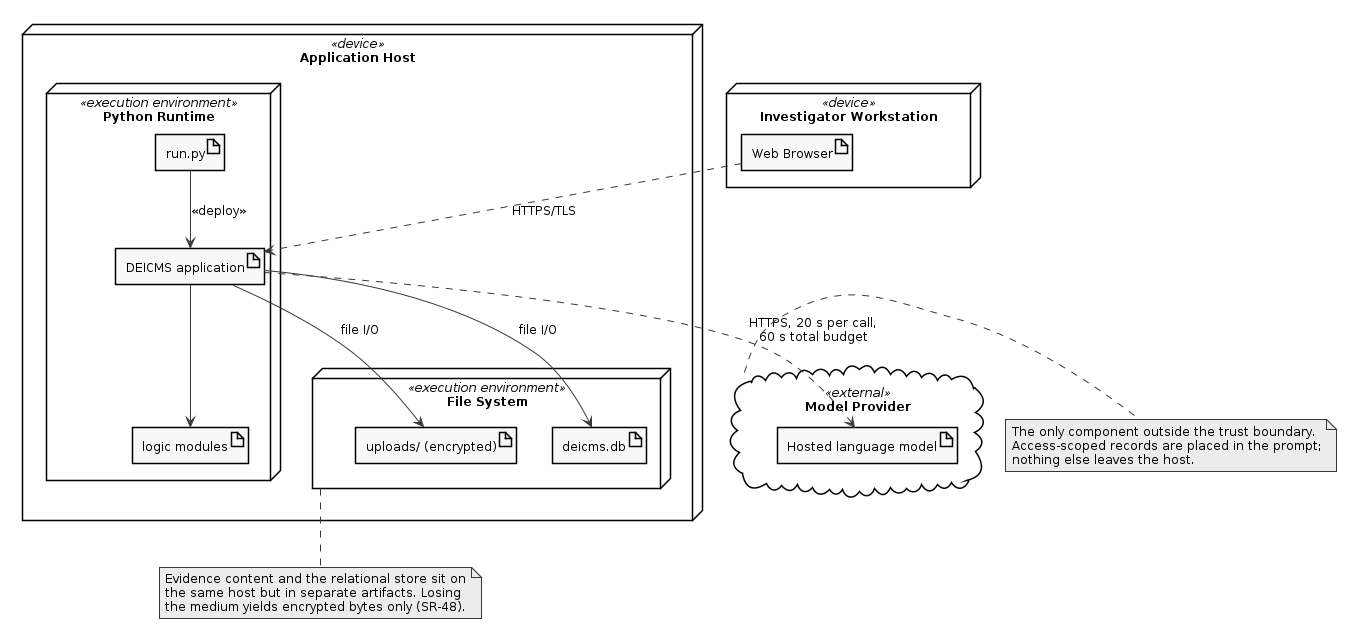 «device»
Application Host
«execution environment»
Python Runtime
run.py
«deploy»
DEICMS application
logic modules
«device»
Investigator Workstation
Web Browser
HTTPS/TLS
file I/O
file I/O
HTTPS, 20 s per call,
60 s total budget
«execution environment»
File System
uploads/ (encrypted)
deicms.db
«external»
Model Provider
Hosted language model
The only component outside the trust boundary.
Access-scoped records are placed in the prompt;
nothing else leaves the host.
Evidence content and the relational store sit on
the same host but in separate artifacts. Losing
the medium yields encrypted bytes only (SR-48).